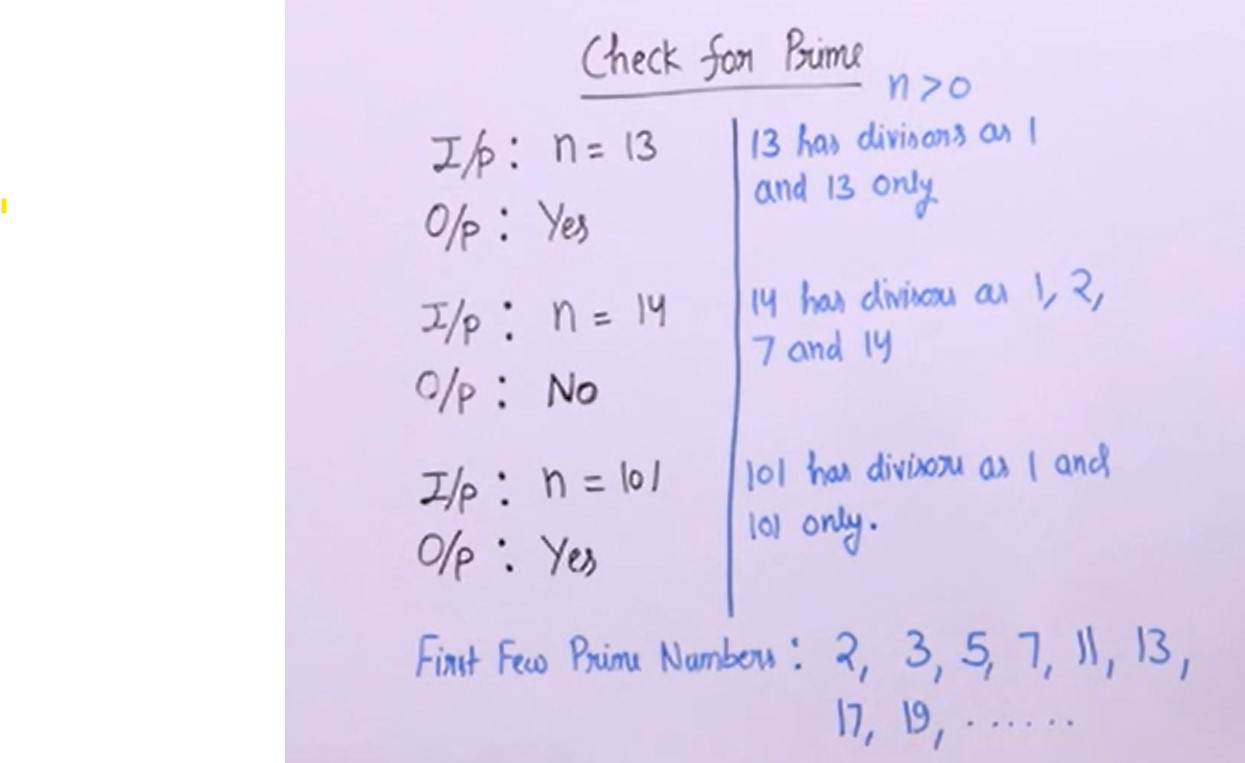 Check for Prime
n > 0
I/p : n = 13
13 has divisors as 1
and 13 only
O/p : Yes
I/p : n = 14
14 has divisors as 1, 2,
7 and 14
O/p : No
I/p : n = 101
101 has divisors as 1 and
101 only.
O/p : Yes
First Few Prime Numbers : 2, 3, 5, 7, 11, 13,
17, 19, ......